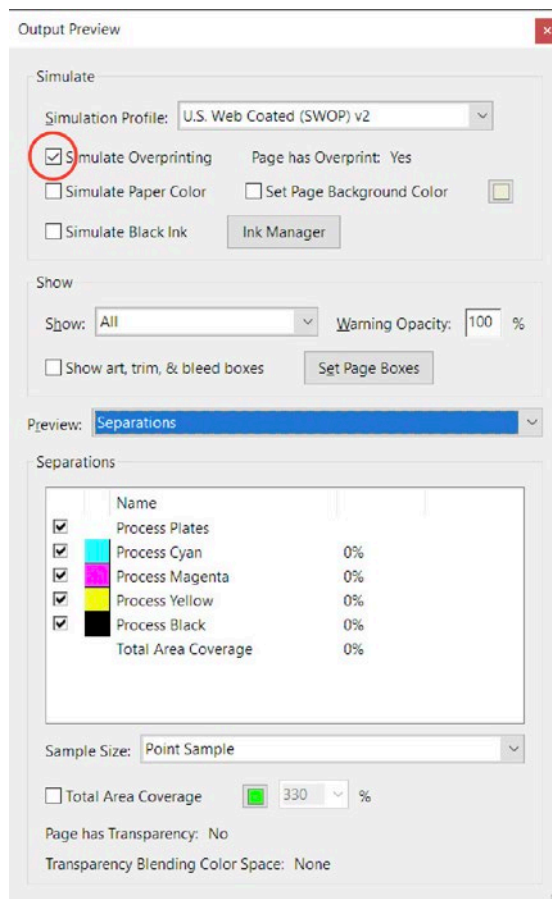 Output Preview
Simulate
Simulation Profile: U.S. Web Coated (SWOP) v2
Simulate Overprinting Page has Overprint: Yes
Simulate Paper Color Set Page Background Color
Simulate Black Ink Ink Manager
Show
Show: All Warning Opacity: 100 %
Show art, trim, & bleed boxes Set Page Boxes
Preview: Separations
Separations
Name
Process Plates
Process Cyan 0%
Process Magenta 0%
Process Yellow 0%
Process Black 0%
Total Area Coverage 0%
Sample Size: Point Sample
Total Area Coverage 330 %
Page has Transparency: No
Transparency Blending Color Space: None